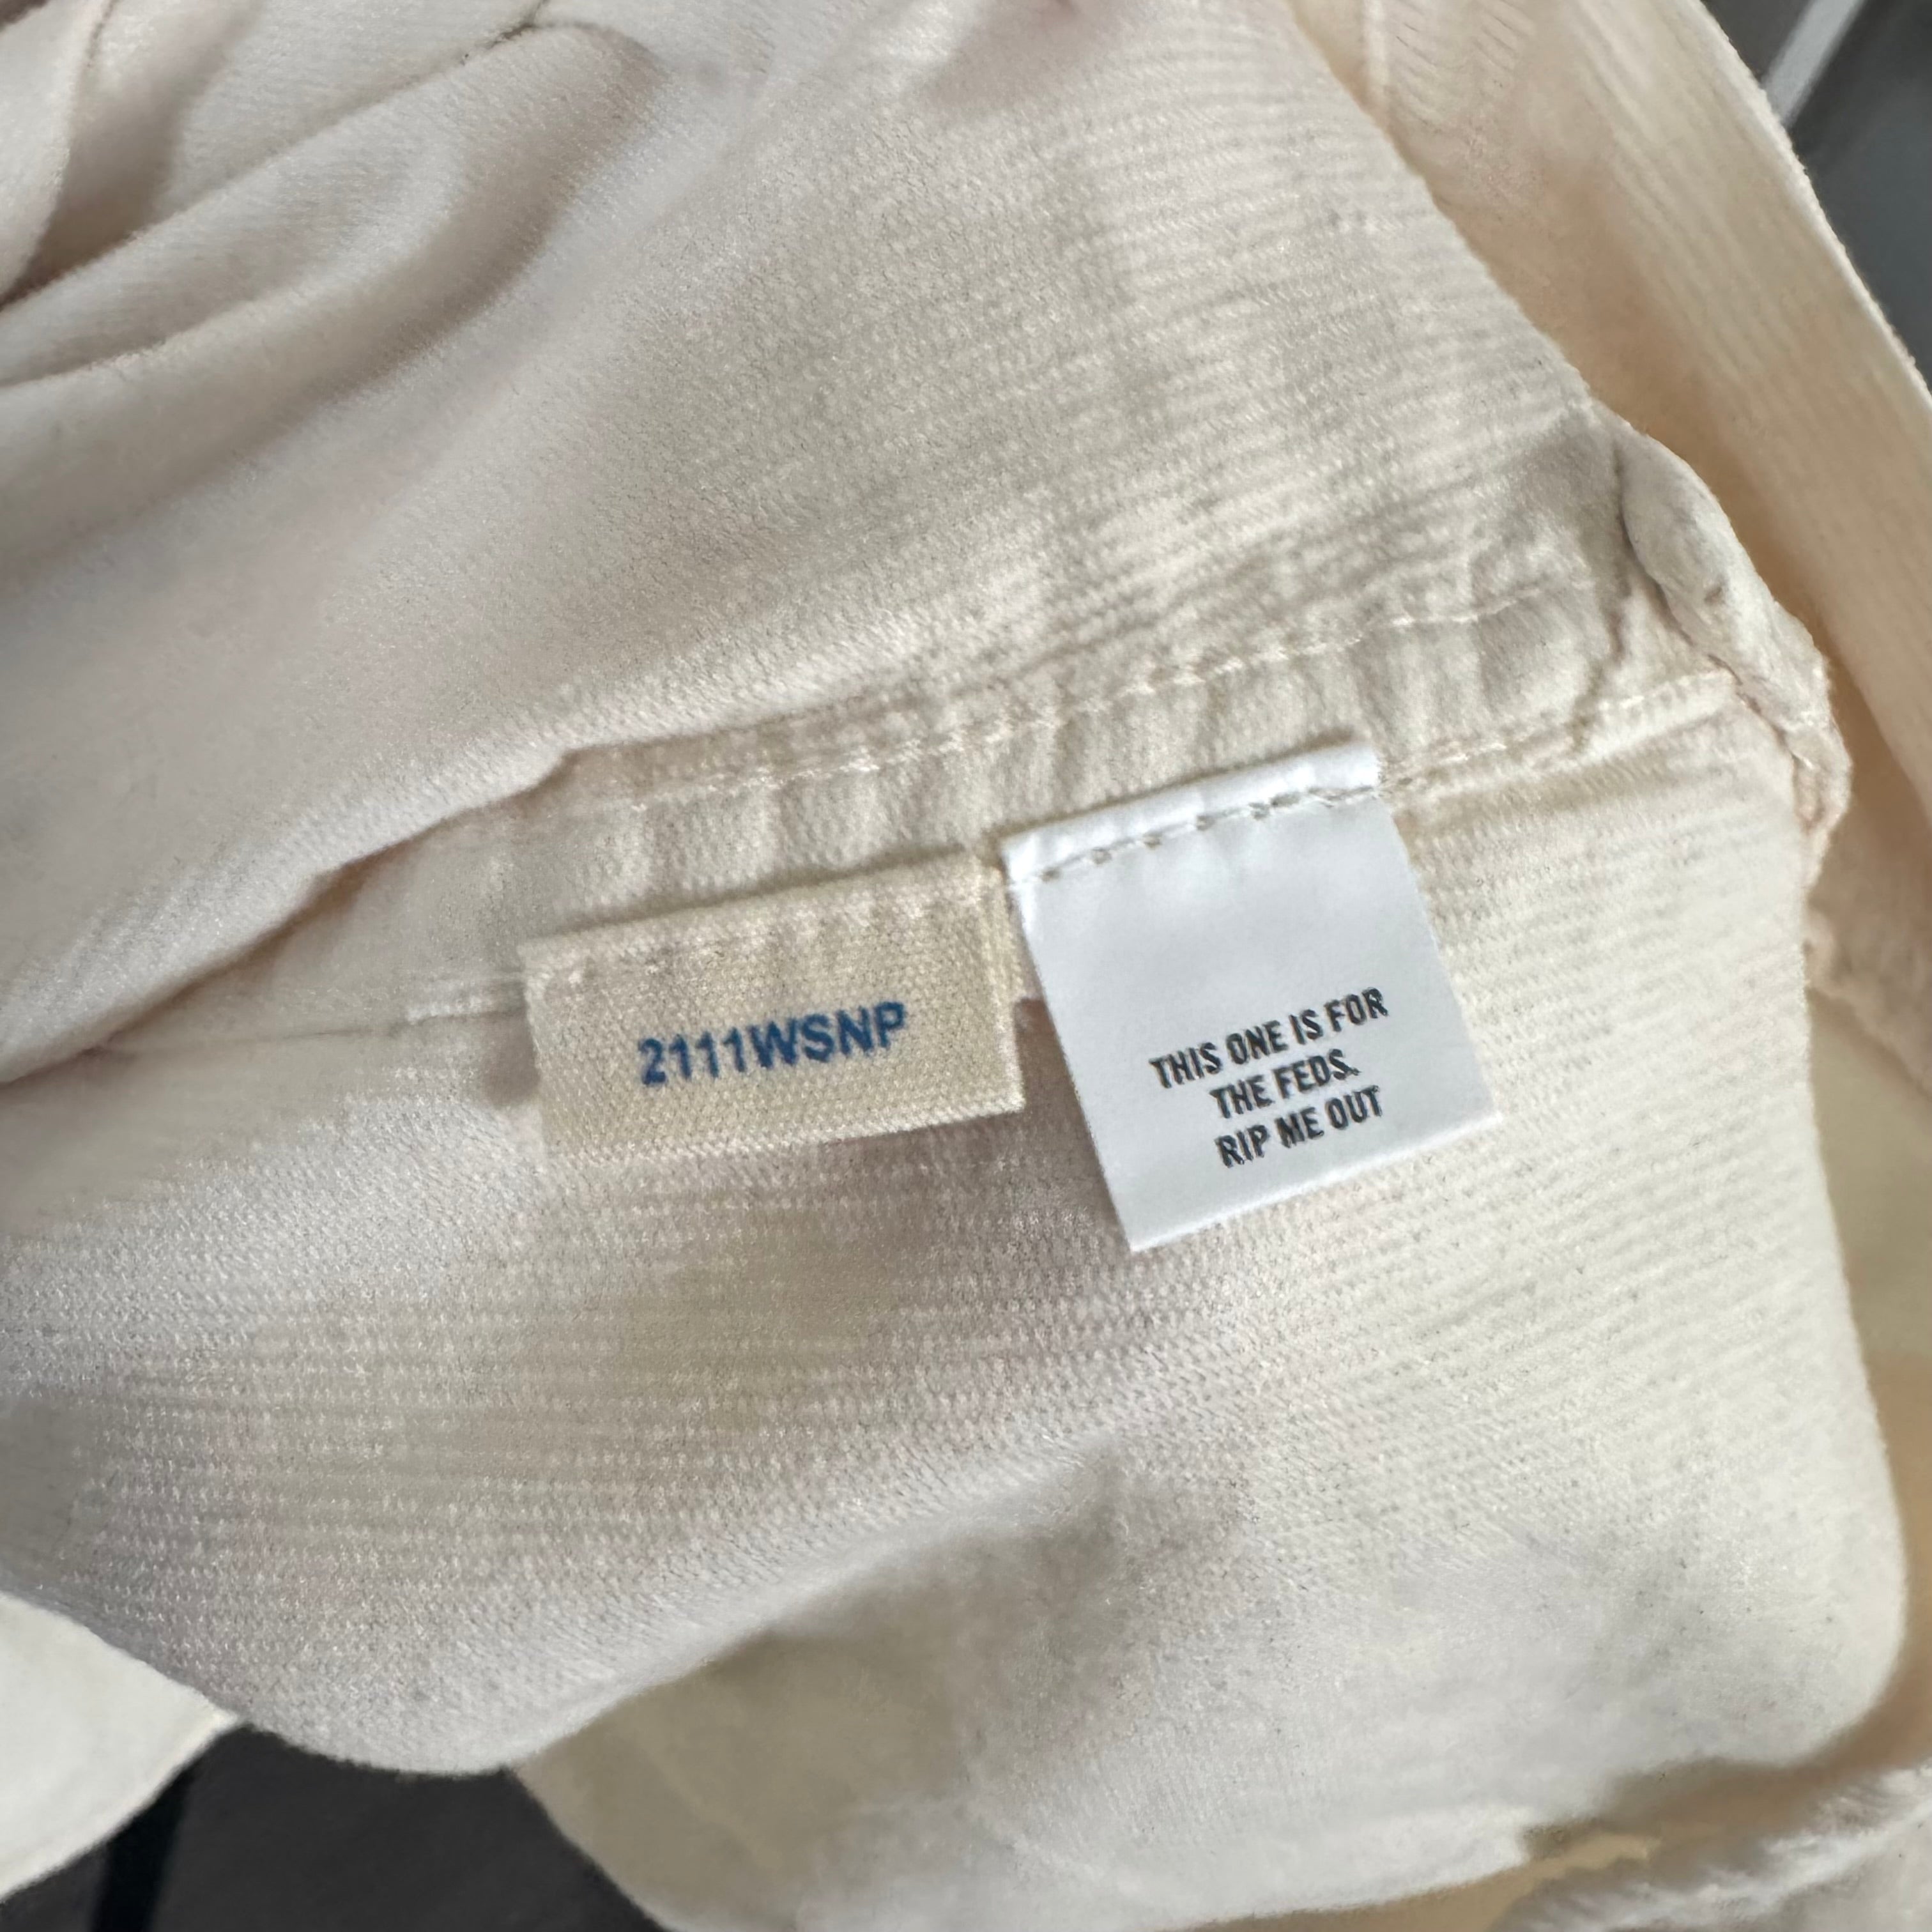 2111WSNP
THIS ONE IS FOR
THE FEDS.
RIP ME OUT